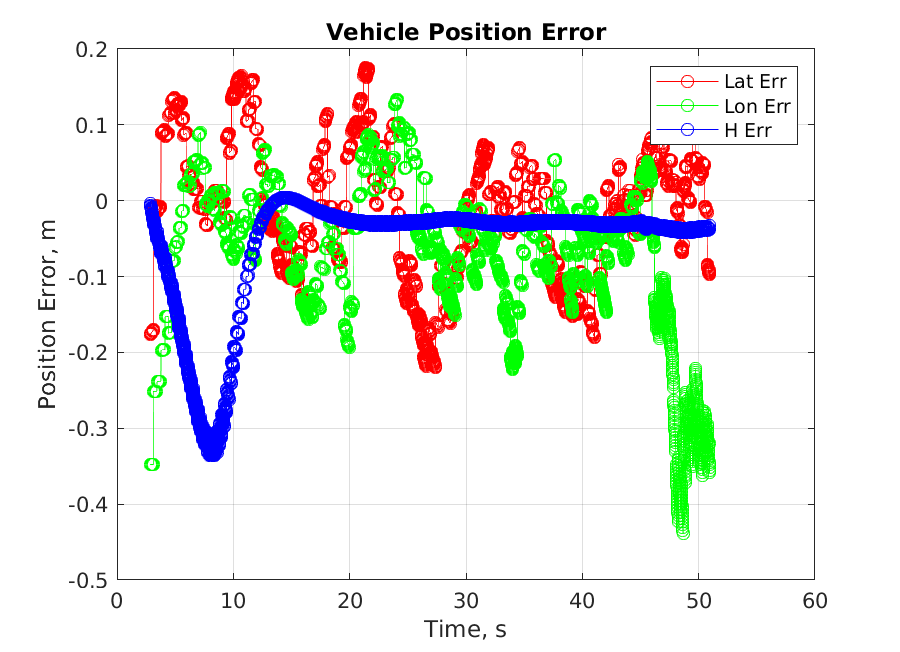 Vehicle Position Error
0.2
0.1
0
-0.1
-0.2
-0.3
-0.4
-0.5
Position Error, m
Lat Err
Lon Err
H Err
0 10 20 30 40 50 60
Time, s